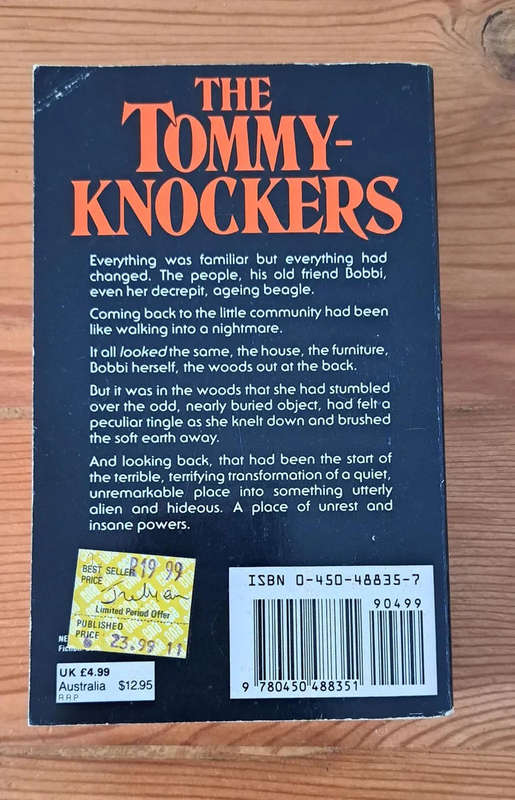 THE
TOMMY-
KNOCKERS
Everything was familiar but everything had
changed. The people, his old friend Bobbi,
even her decrepit, ageing beagle.
Coming back to the little community had been
like walking into a nightmare.
It all looked the same, the house, the furniture,
Bobbi herself, the woods out at the back.
But it was in the woods that she had stumbled
over the odd, nearly buried object, had felt a
peculiar tingle as she knelt down and brushed
the soft earth away.
And looking back, that had been the start of
the terrible, terrifying transformation of a quiet,
unremarkable place into something utterly
alien and hideous. A place of unrest and
insane powers.
BEST SELLER R19 99
PRICE
Limited Period Offer
PUBLISHED
PRICE 23.99 11
NE
Fiction
UK £4.99
Australia $12.95
RRP
ISBN 0-450-48835-7
90499
9 780450 488351